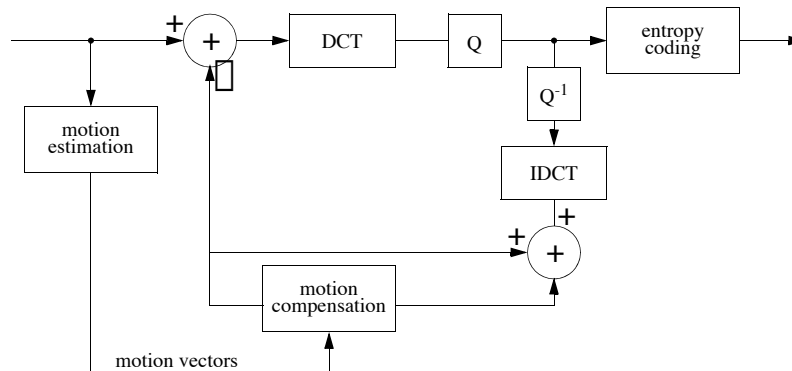 +
+
DCT
Q
entropy
coding
Q-1
motion
estimation
IDCT
+
+
+
motion
compensation
motion vectors